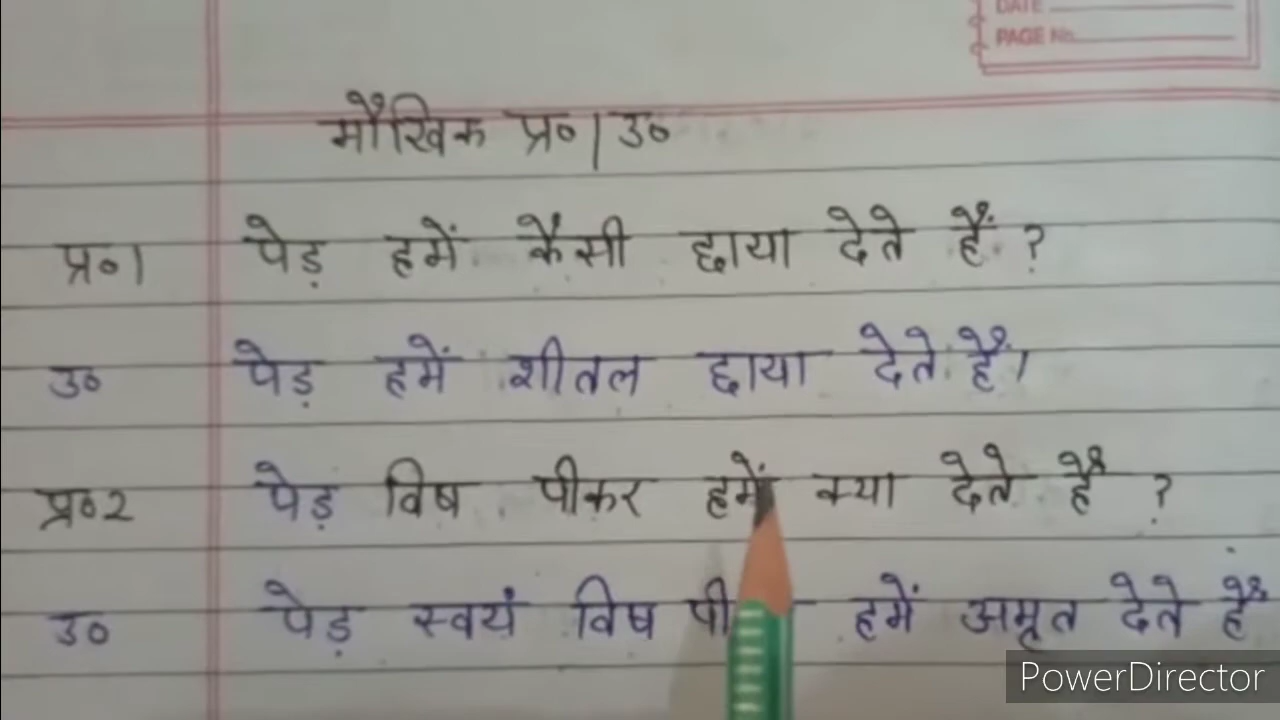 DATE
PAGE No.
मौखिक प्र०/उ०
प्र०1 पेड़ हमें कैसी छाया देते हैं ?
उ० पेड़ हमें शीतल छाया देते हैं।
प्र०2 पेड़ विष पीकर हमें क्या देते है ?
उ० पेड़ स्वयं विष पी हमें अमृत देते है
PowerDirector